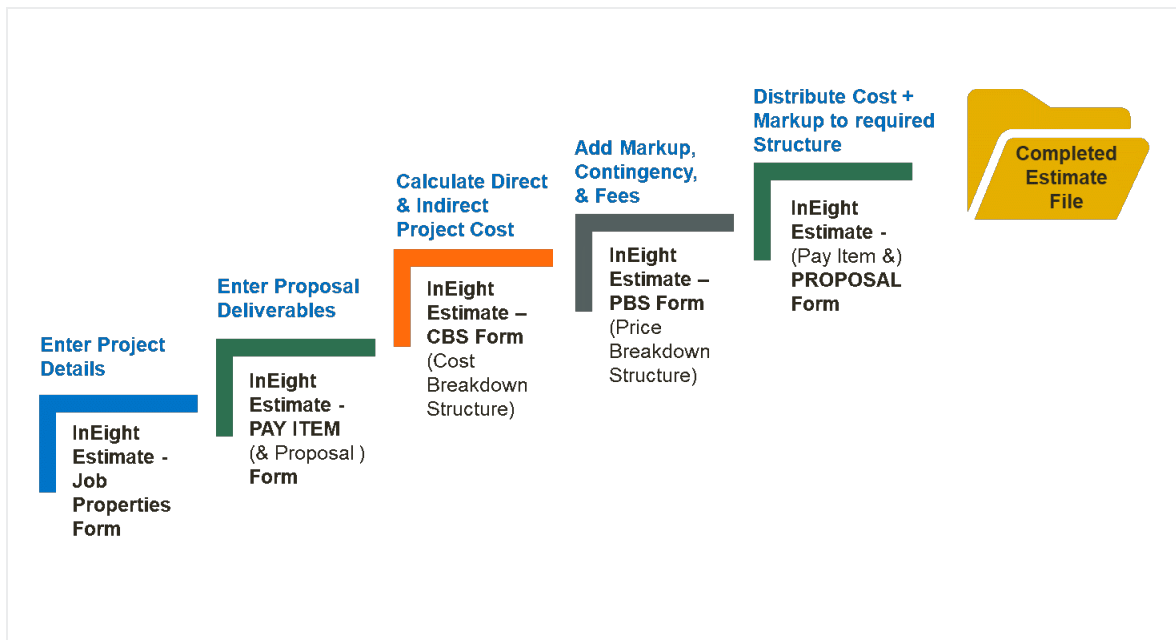 Enter Project
Details
InEight
Estimate -
Job
Properties
Form
Enter Proposal
Deliverables
InEight
Estimate -
PAY ITEM
(& Proposal )
Form
Calculate Direct
& Indirect
Project Cost
InEight
Estimate –
CBS Form
(Cost
Breakdown
Structure)
Add Markup,
Contingency,
& Fees
InEight
Estimate –
PBS Form
(Price
Breakdown
Structure)
Distribute Cost +
Markup to required
Structure
InEight
Estimate -
(Pay Item &)
PROPOSAL
Form
Completed
Estimate
File